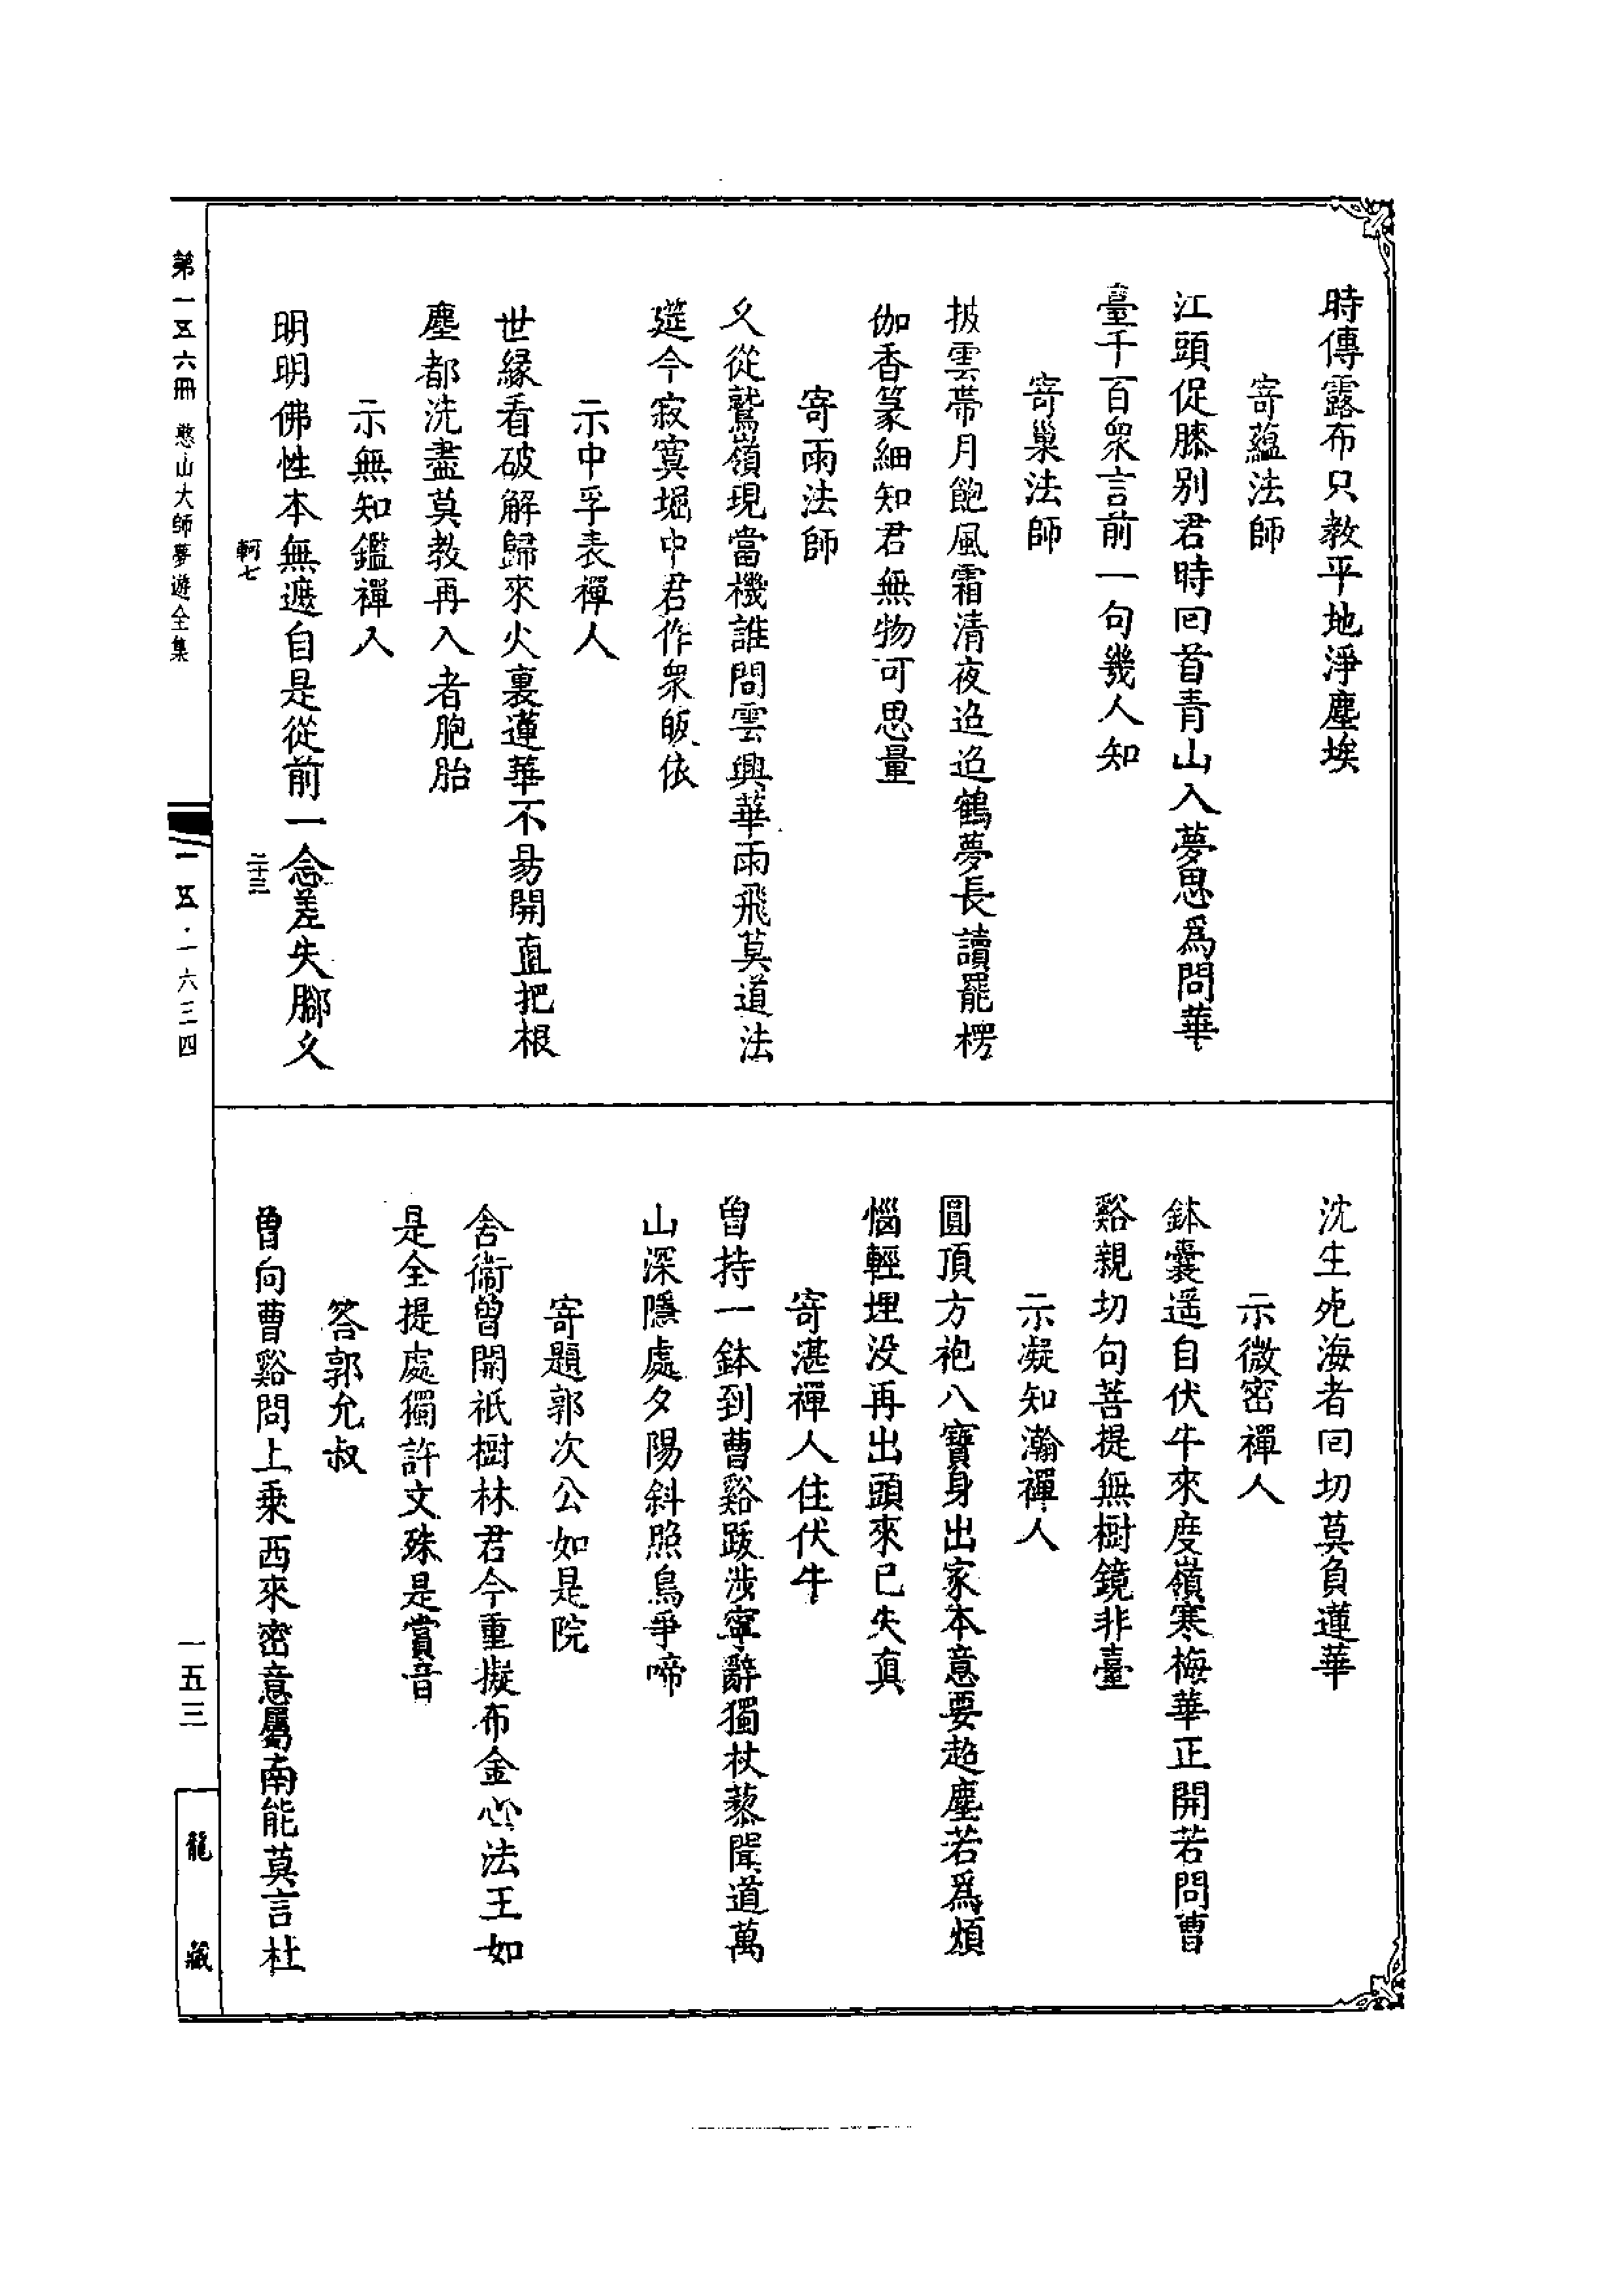 時傳露布只教平地淨塵埃
寄蘊法師
江頭促膝別君時囘首青山入夢思爲問華
臺千百衆言前一句幾人知
寄巢法師
披雲帶月飽風霜清夜迢迢鶴夢長讀罷楞
伽香篆細知君無物可思量
寄雨法師
久從鷲嶺現當機誰問雲興華雨飛莫道法
筵今寂寞堀中君作衆皈依
示中孚表禪人
世緣看破解歸來火裏蓮華不易開直把根
塵都洗盡莫教再入者胞胎
示無知鑑禪人
明明佛性本無遮自是從前一念差失腳久
軻七
二十三
沈生死海者囘切莫負蓮華
示微密禪人
鉢囊遥自伏牛來度嶺寒梅華正開若問曹
谿親切句菩提無樹鏡非臺
示凝知瀚禪人
圓頂方袍八寶身出家本意要超塵若爲煩
惱輕埋没再出頭來已失真
寄湛禪人住伏牛
曾持一鉢到曹谿跋涉寧辭獨杖藜聞道萬
山深隱處夕陽斜照鳥爭啼
寄題郭次公如是院
舍衞曾開祇樹林君今重擬布金心法王如
是全提處獨許文殊是賞音
答郭允叔
曾向曹谿問上乘西來密意屬南能莫言杜
第一五六冊 憨山大師夢遊全集
一五·一六三四
一五三
龍藏